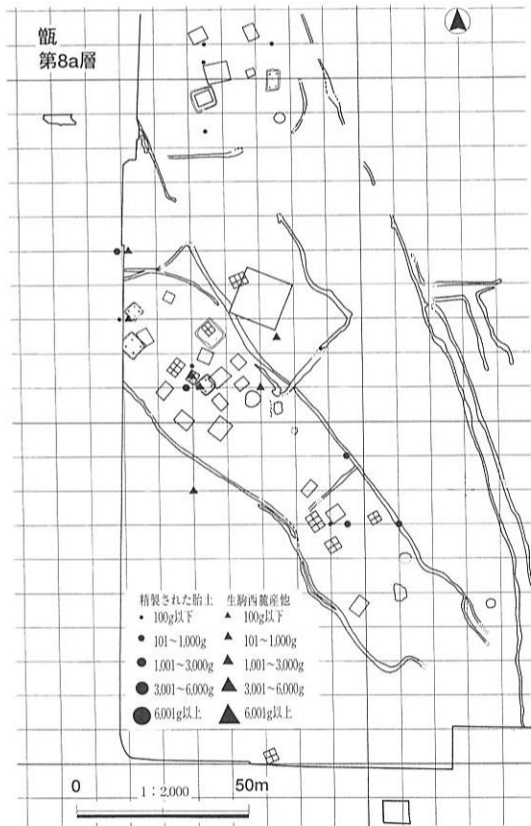 甑
第8a層
精製された胎土 生駒西麓産他
100g以下 100g以下
101～1,000g 101～1,000g
1,001～3,000g 1,001～3,000g
3,001～6,000g 3,001～6,000g
6,001g以上 6,001g以上
0 1：2,000 50m